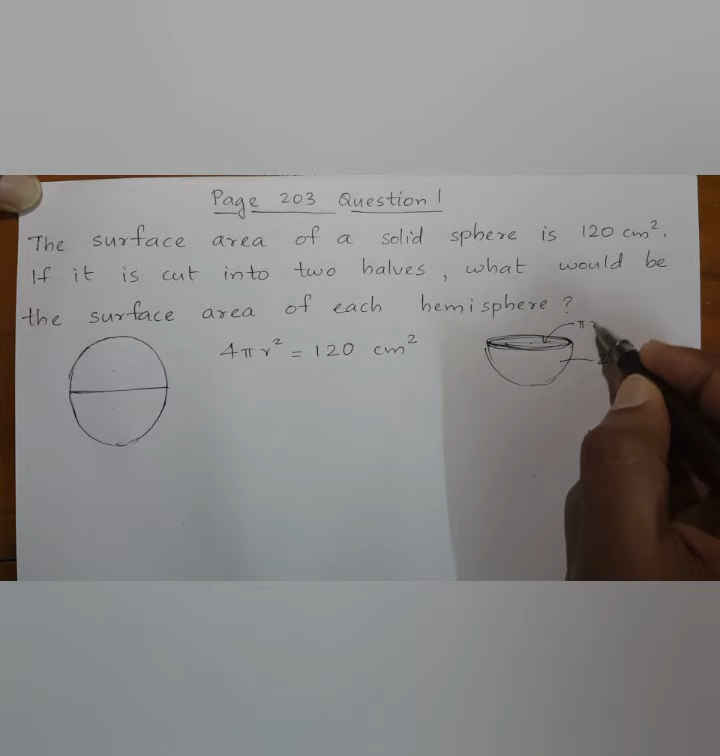 Page 203 Question 1
The surface area of a solid sphere is 120 cm².
If it is cut into two halves, what would be
the surface area of each hemisphere?
π
4πr² = 120 cm²